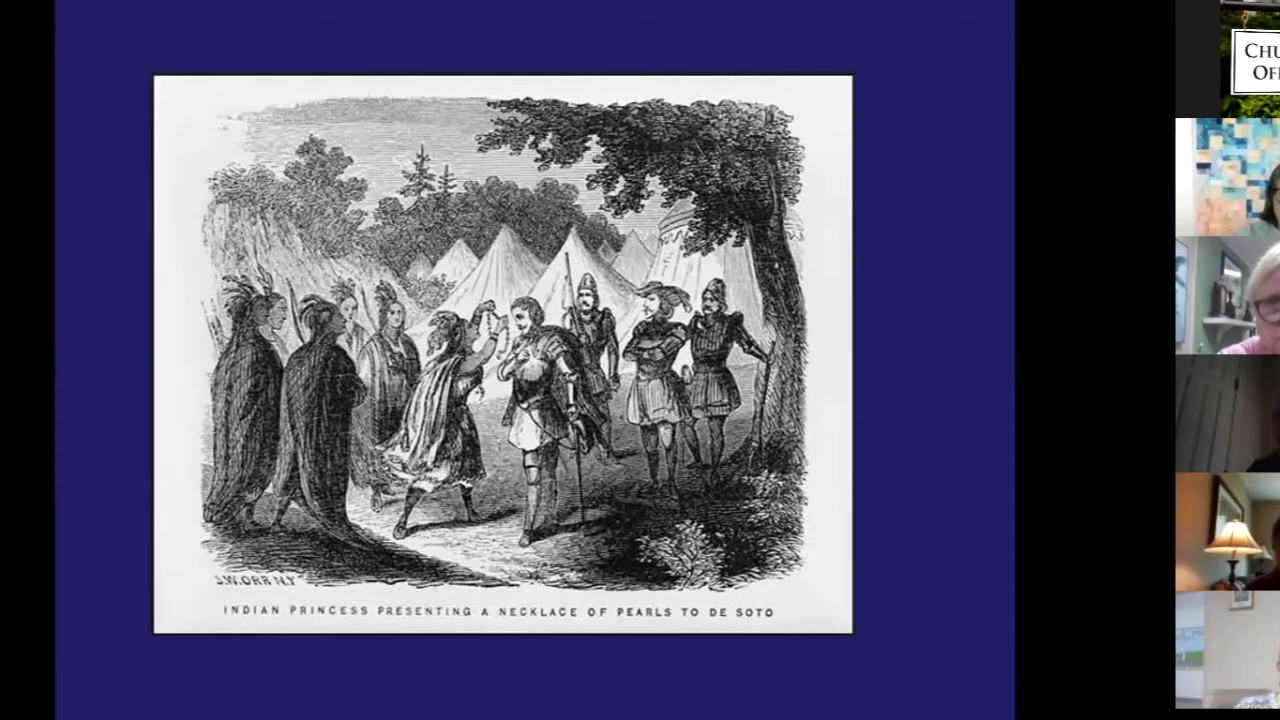 J.W.ORR N.Y
INDIAN PRINCESS PRESENTING A NECKLACE OF PEARLS TO DE SOTO